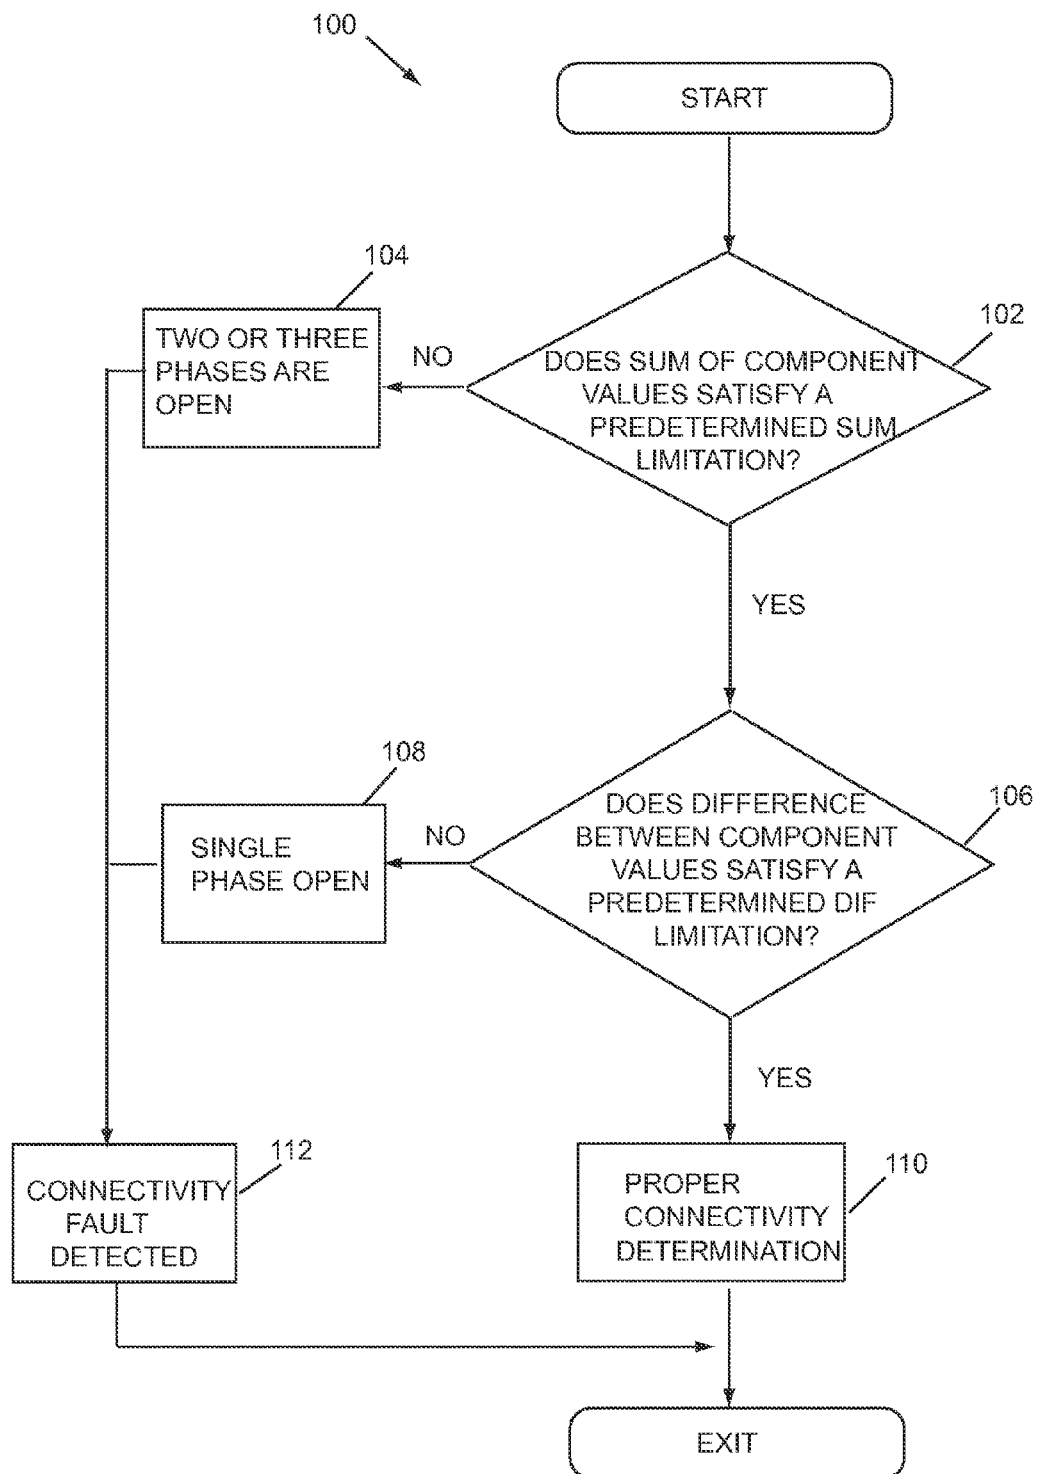 100
START
104
TWO OR THREE
PHASES ARE
OPEN
NO
102
DOES SUM OF COMPONENT
VALUES SATISFY A
PREDETERMINED SUM
LIMITATION?
YES
108
SINGLE
PHASE OPEN
NO
106
DOES DIFFERENCE
BETWEEN COMPONENT
VALUES SATISFY A
PREDETERMINED DIF
LIMITATION?
YES
112
CONNECTIVITY
FAULT
DETECTED
110
PROPER
CONNECTIVITY
DETERMINATION
EXIT